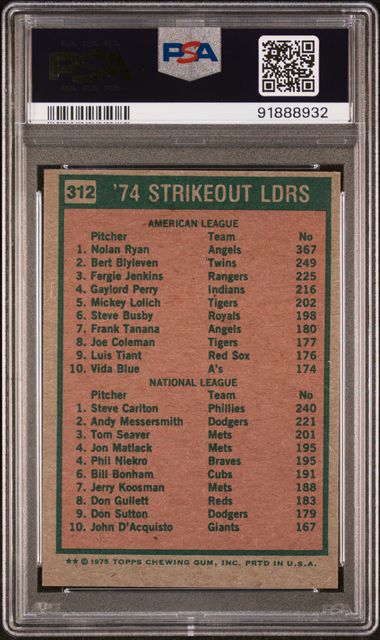 PSA
PSA
91888932
312 '74 STRIKEOUT LDRS
AMERICAN LEAGUE
Pitcher Team No
1. Nolan Ryan Angels 367
2. Bert Blyleven Twins 249
3. Fergie Jenkins Rangers 225
4. Gaylord Perry Indians 216
5. Mickey Lolich Tigers 202
6. Steve Busby Royals 198
7. Frank Tanana Angels 180
8. Joe Coleman Tigers 177
9. Luis Tiant Red Sox 176
10. Vida Blue A's 174
NATIONAL LEAGUE
Pitcher Team No
1. Steve Carlton Phillies 240
2. Andy Messersmith Dodgers 221
3. Tom Seaver Mets 201
4. Jon Matlack Mets 195
4. Phil Niekro Braves 195
6. Bill Bonham Cubs 191
7. Jerry Koosman Mets 188
8. Don Gullett Reds 183
9. Don Sutton Dodgers 179
10. John D'Acquisto Giants 167
** © 1975 TOPPS CHEWING GUM, INC. PRTD IN U.S.A.